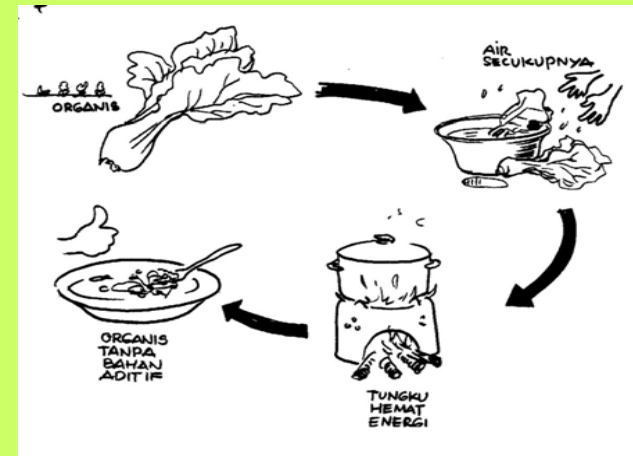 ORGANIS
AIR
SECUKUPNYA
TUNGKU
HEMAT
ENERGI
ORGANIS
TANPA
BAHAN
ADITIF